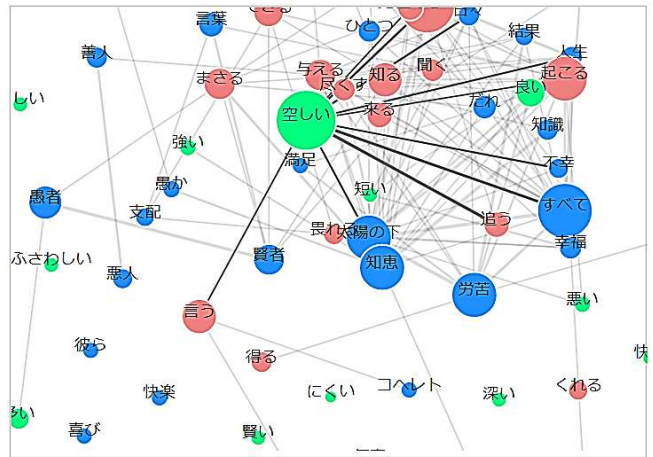 言葉
ひとつ
結果
善人
まさる
与える
尽くす
知る
聞く
人生
起こる
しい
空しい
来る
だれ
良い
強い
知識
満足
不幸
愚か
短い
愚者
支配
すべて
追う
畏れる
太陽の下
幸福
賢者
知恵
ふさわしい
悪人
労苦
悪い
言う
彼ら
得る
快
快楽
にくい
コヘレト
深い
くれる
多い
喜び
賢い